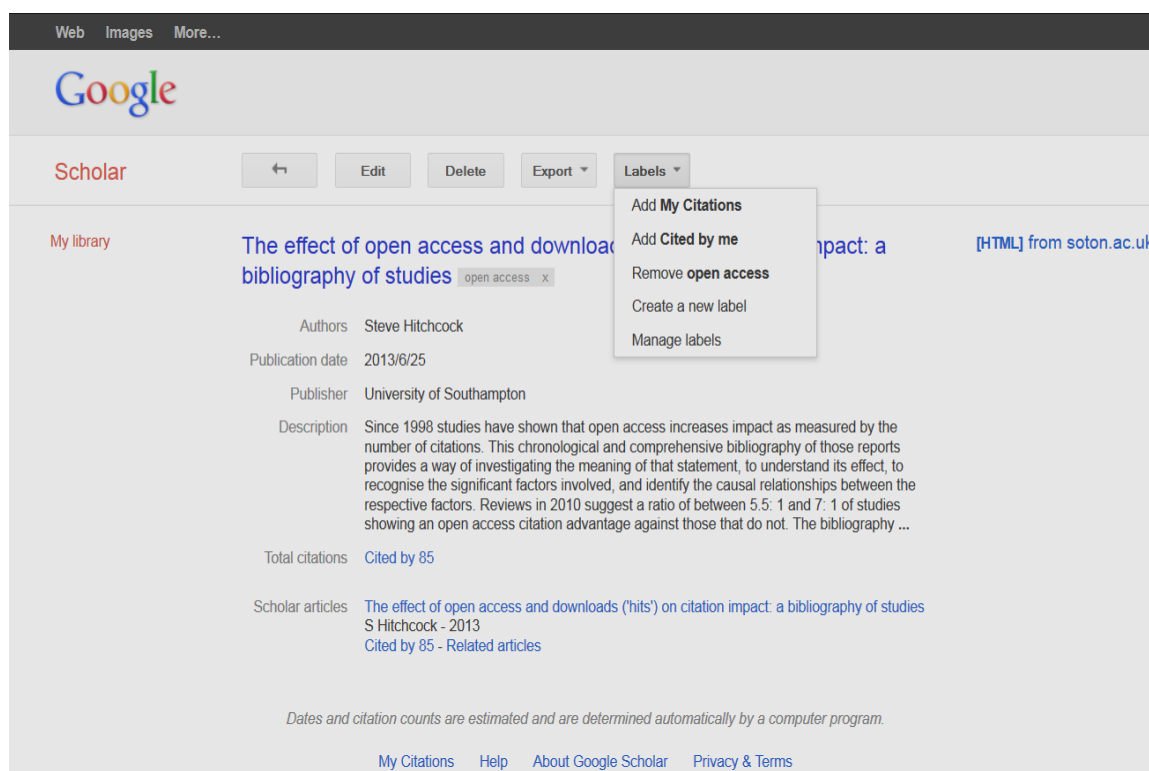 Web Images More...
Google
Scholar
Edit Delete Export Labels
Add My Citations
Add Cited by me
Remove open access
Create a new label
Manage labels
My library
The effect of open access and downloa npact: a
bibliography of studies open access x
[HTML] from soton.ac.uk
Authors Steve Hitchcock
Publication date 2013/6/25
Publisher University of Southampton
Description Since 1998 studies have shown that open access increases impact as measured by the
number of citations. This chronological and comprehensive bibliography of those reports
provides a way of investigating the meaning of that statement, to understand its effect, to
recognise the significant factors involved, and identify the causal relationships between the
respective factors. Reviews in 2010 suggest a ratio of between 5.5: 1 and 7: 1 of studies
showing an open access citation advantage against those that do not. The bibliography ...
Total citations Cited by 85
Scholar articles The effect of open access and downloads ('hits') on citation impact: a bibliography of studies
S Hitchcock - 2013
Cited by 85 - Related articles
Dates and citation counts are estimated and are determined automatically by a computer program.
My Citations Help About Google Scholar Privacy & Terms